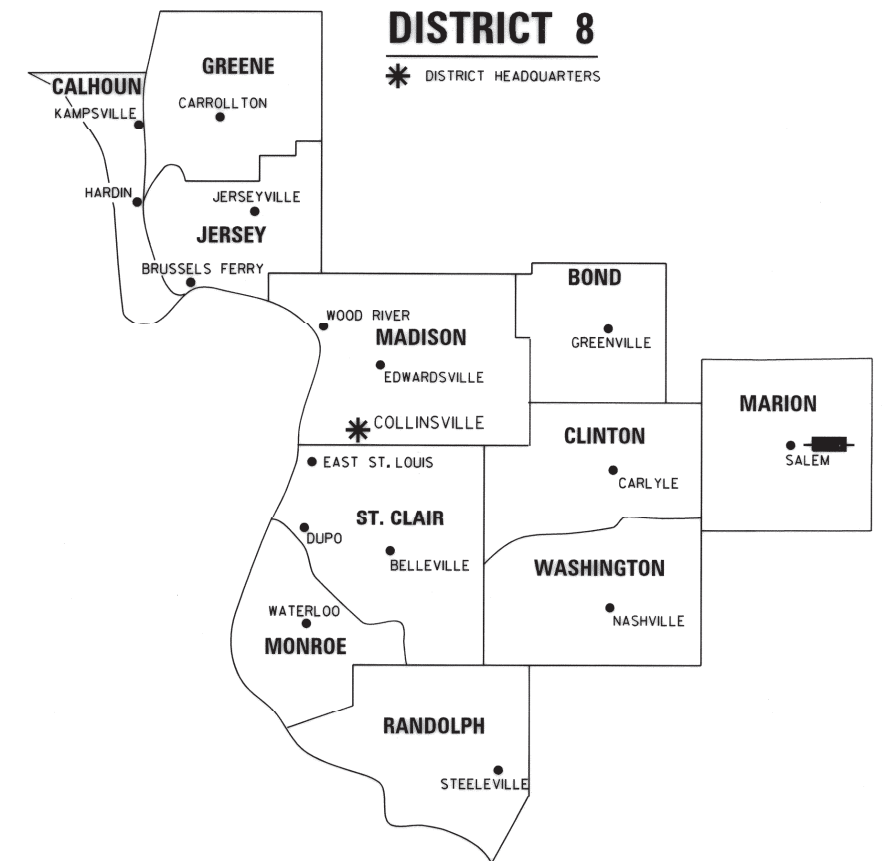 DISTRICT 8
DISTRICT HEADQUARTERS
GREENE
CALHOUN
CARROLLTON
KAMPSVILLE
HARDIN
JERSEYVILLE
JERSEY
BRUSSELS FERRY
BOND
WOOD RIVER
MADISON
GREENVILLE
EDWARDSVILLE
MARION
COLLINSVILLE
CLINTON
EAST ST. LOUIS
SALEM
CARLYLE
ST. CLAIR
DUPO
BELLEVILLE
WASHINGTON
WATERLOO
NASHVILLE
MONROE
RANDOLPH
STEELEVILLE